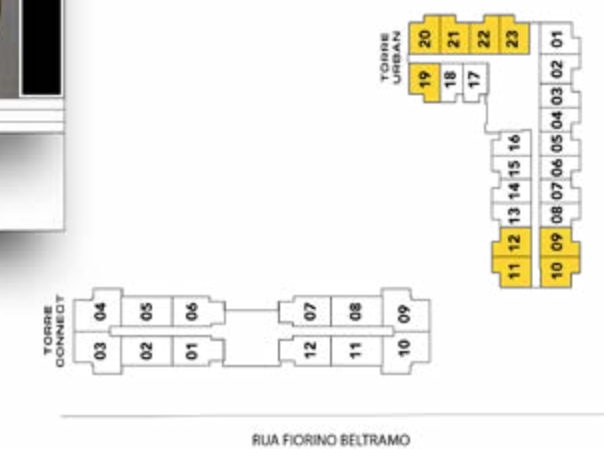 TORRE
URBAN
20 21 22 23
19 18 17
01
02
03
04
16 05
15 06
14 07
13 08
12 09
11 10
TORRE
CONNECT
04 05 06 07 08 09
03 02 01 12 11 10
RUA FIORINO BELTRAMO